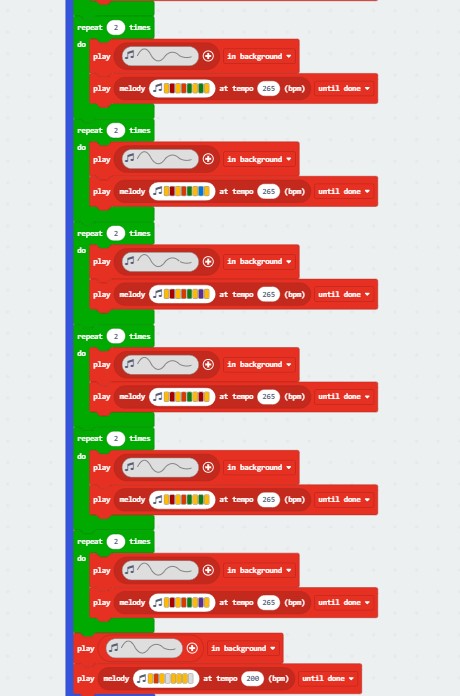 repeat 2 times
do
play in background
play melody at tempo 265 (bpm) until done
repeat 2 times
do
play in background
play melody at tempo 265 (bpm) until done
repeat 2 times
do
play in background
play melody at tempo 265 (bpm) until done
repeat 2 times
do
play in background
play melody at tempo 265 (bpm) until done
repeat 2 times
do
play in background
play melody at tempo 265 (bpm) until done
repeat 2 times
do
play in background
play melody at tempo 265 (bpm) until done
play in background
play melody at tempo 200 (bpm) until done